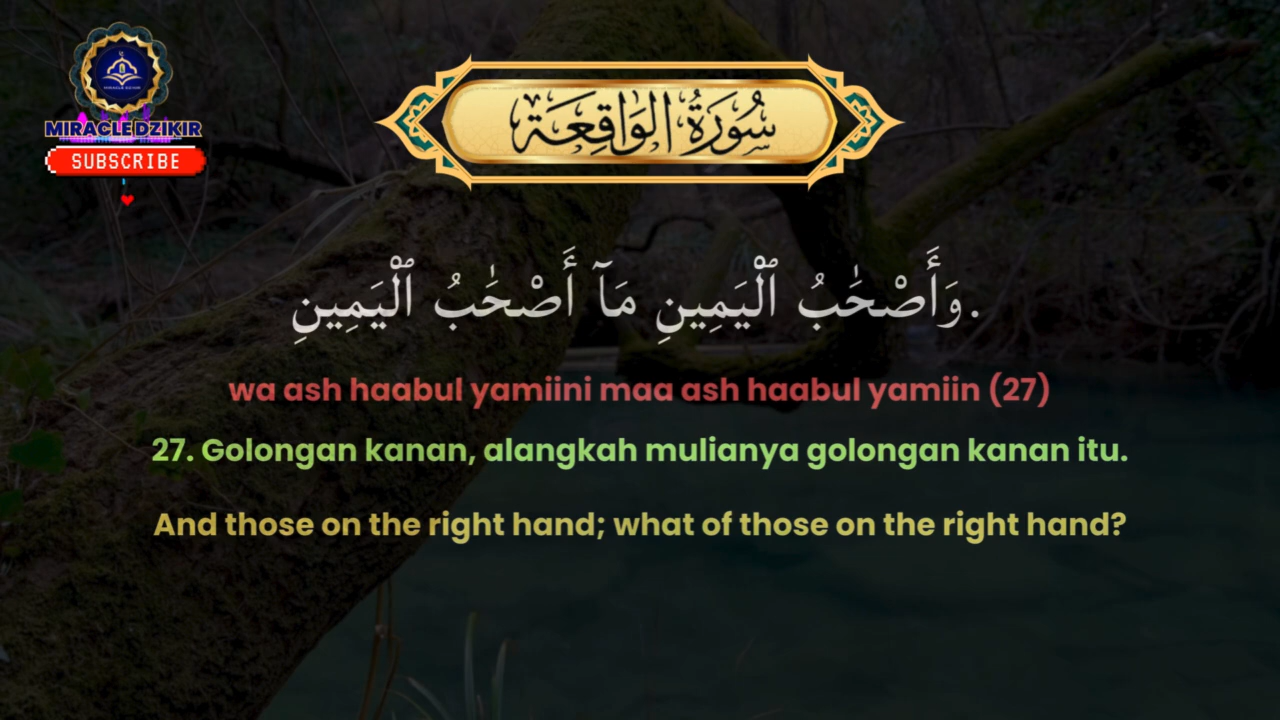 MIRACLE DZIKIR
SUBSCRIBE
سُورَةُ الوَاقِعَة
وَأَصْحَٰبُ ٱلْيَمِينِ مَآ أَصْحَٰبُ ٱلْيَمِينِ.
wa ash haabul yamiini maa ash haabul yamiin (27)
27. Golongan kanan, alangkah mulianya golongan kanan itu.
And those on the right hand; what of those on the right hand?